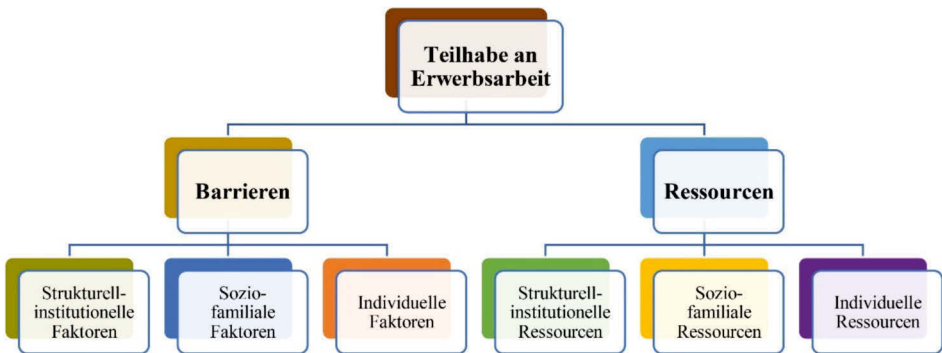 Teilhabe an
Erwerbsarbeit
Barrieren
Ressourcen
Strukturell-
institutionelle
Faktoren
Sozio-
familiale
Faktoren
Individuelle
Faktoren
Strukturell-
institutionelle
Ressourcen
Sozio-
familiale
Ressourcen
Individuelle
Ressourcen